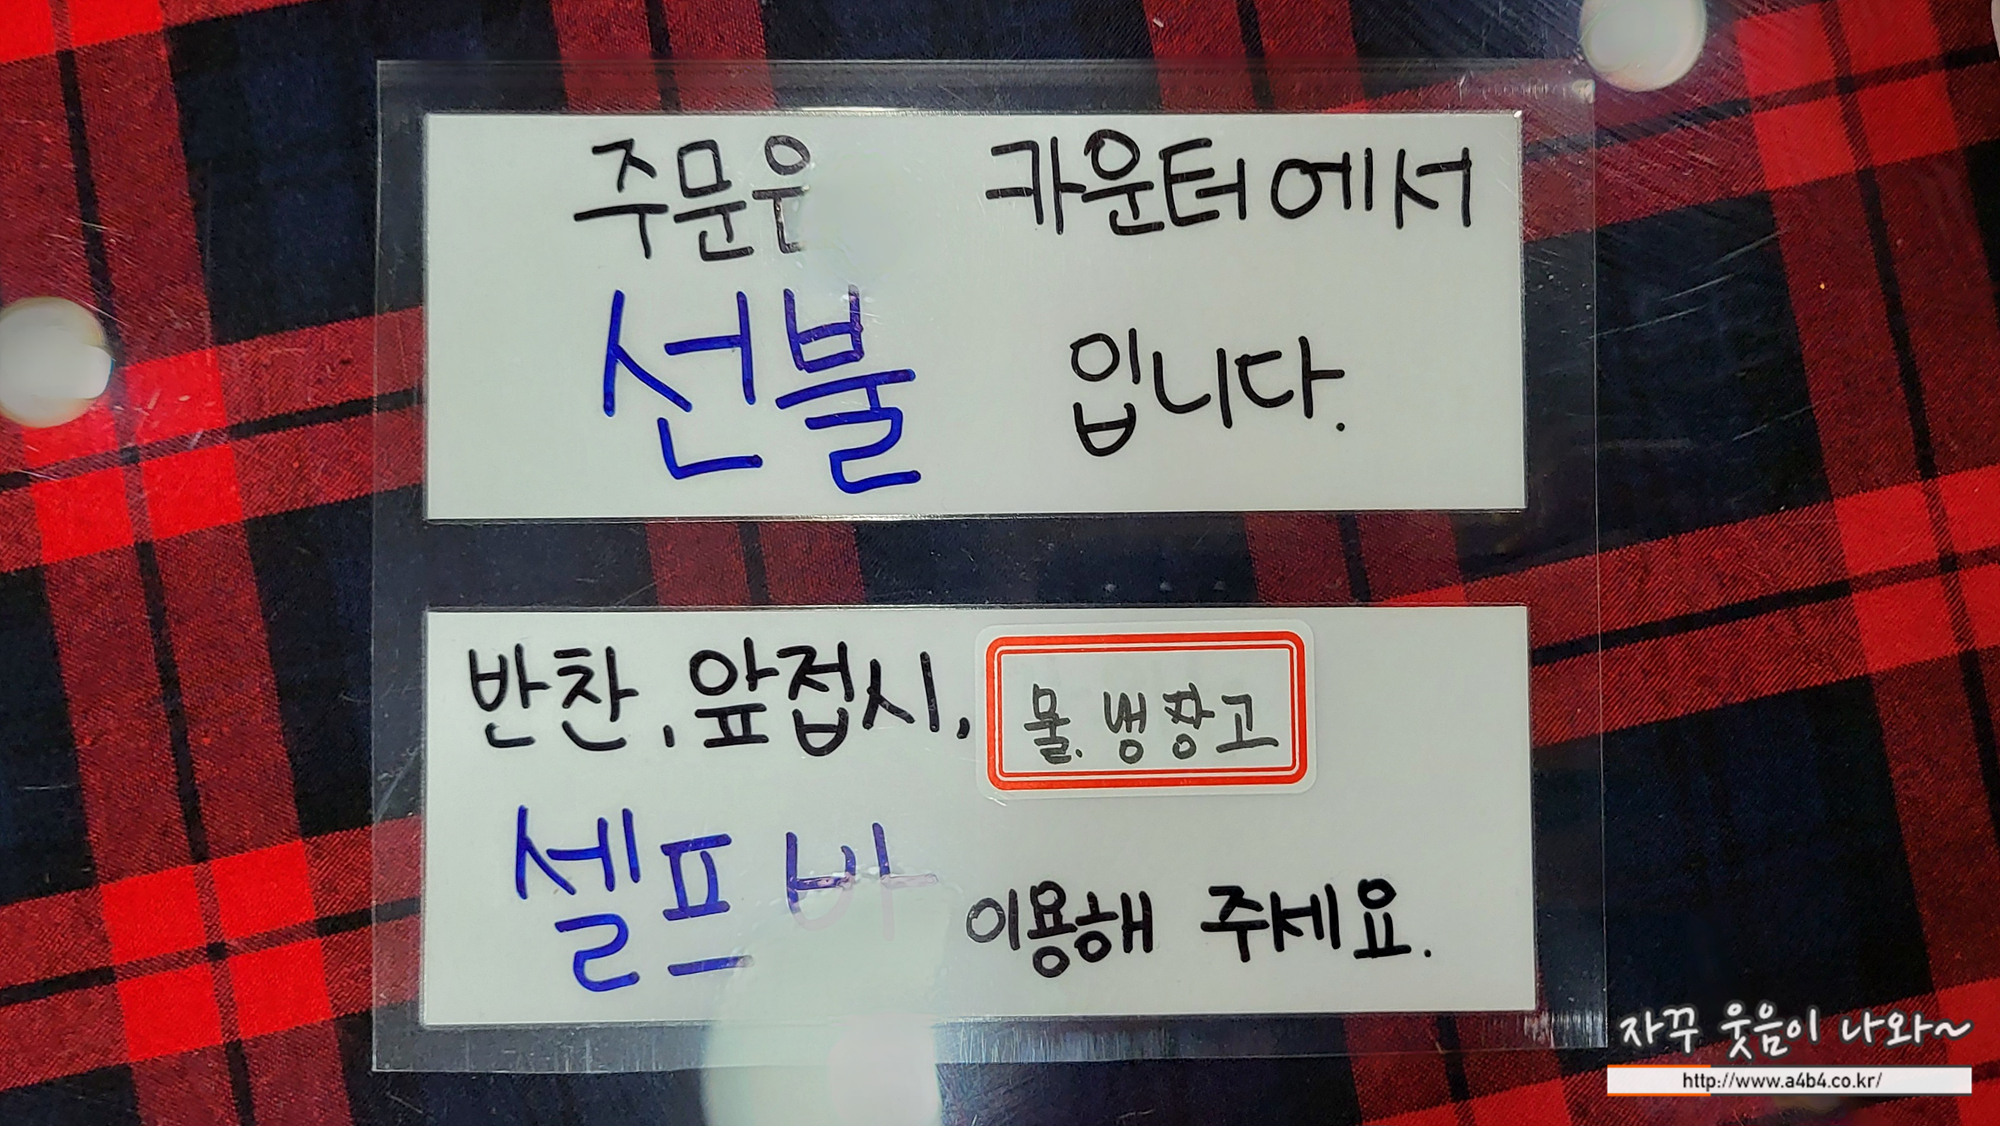 주문은 카운터에서
선불 입니다.
반찬, 앞접시, 물.냉장고
셀프 바 이용해 주세요.
자꾸 웃음이 나와~
http://www.a4b4.co.kr/